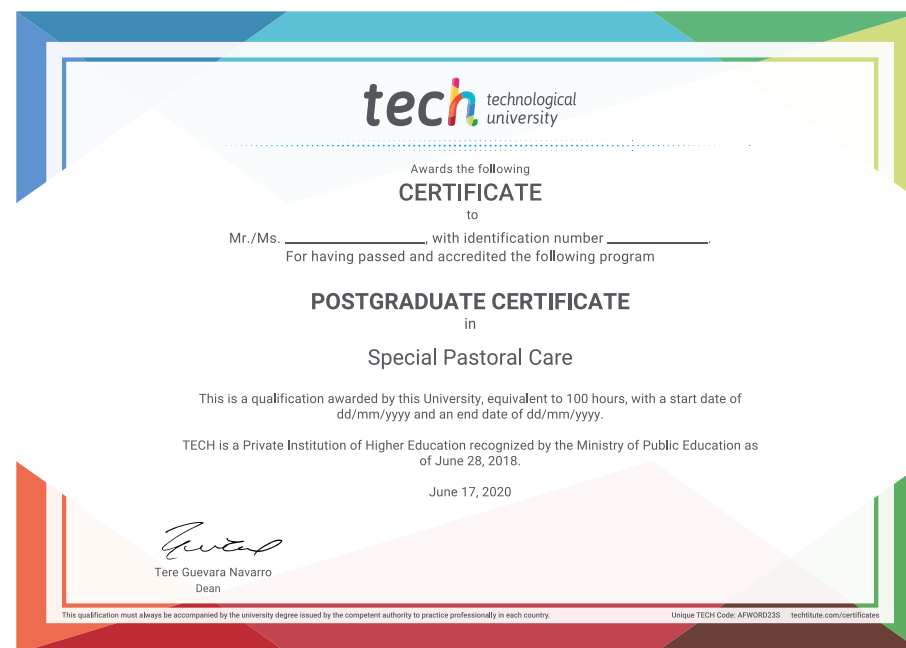 tech technological
university
Awards the following
CERTIFICATE
to
Mr./Ms. ____________________, with identification number ______________.
For having passed and accredited the following program
POSTGRADUATE CERTIFICATE
in
Special Pastoral Care
This is a qualification awarded by this University, equivalent to 100 hours, with a start date of
dd/mm/yyyy and an end date of dd/mm/yyyy.
TECH is a Private Institution of Higher Education recognized by the Ministry of Public Education as
of June 28, 2018.
June 17, 2020
Tere Guevara Navarro
Dean
This qualification must always be accompanied by the university degree issued by the competent authority to practice professionally in each country.
Unique TECH Code: AFWORD23S techtitute.com/certificates